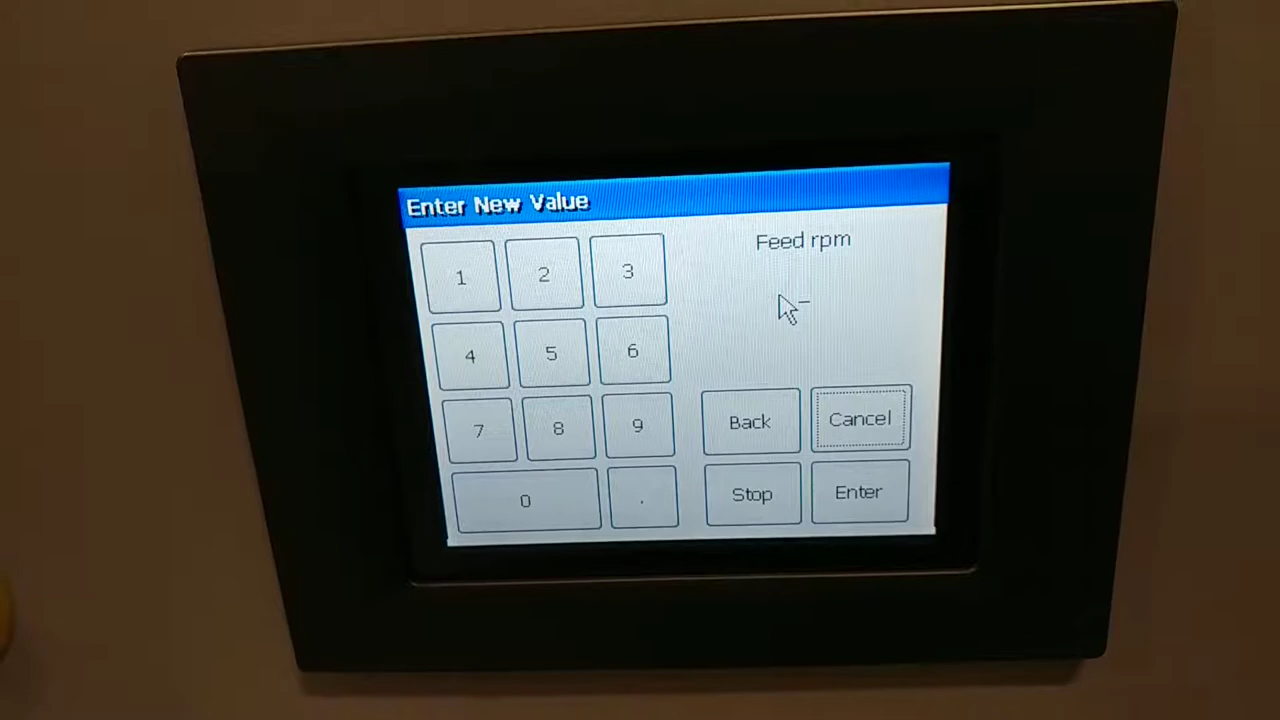 Enter New Value
Feed rpm
1 2 3
4 5 6
7 8 9 Back Cancel
0 . Stop Enter